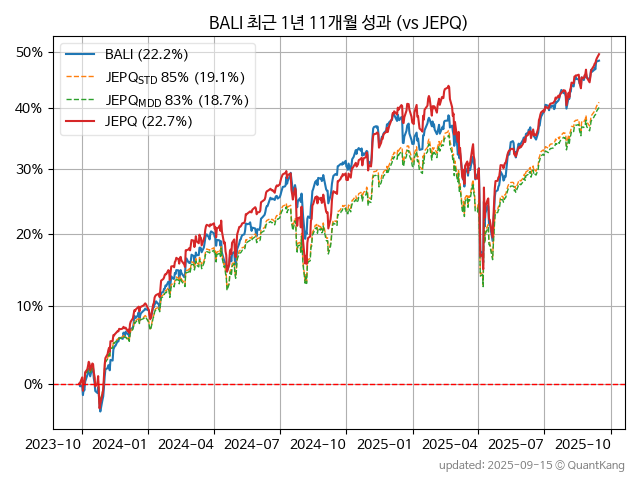 BALI 최근 1년 11개월 성과 (vs JEPQ)
BALI (22.2%)
JEPQSTD 85% (19.1%)
JEPQMDD 83% (18.7%)
JEPQ (22.7%)
50%
40%
30%
20%
10%
0%
2023-10 2024-01 2024-04 2024-07 2024-10 2025-01 2025-04 2025-07 2025-10
updated: 2025-09-15 © QuantKang